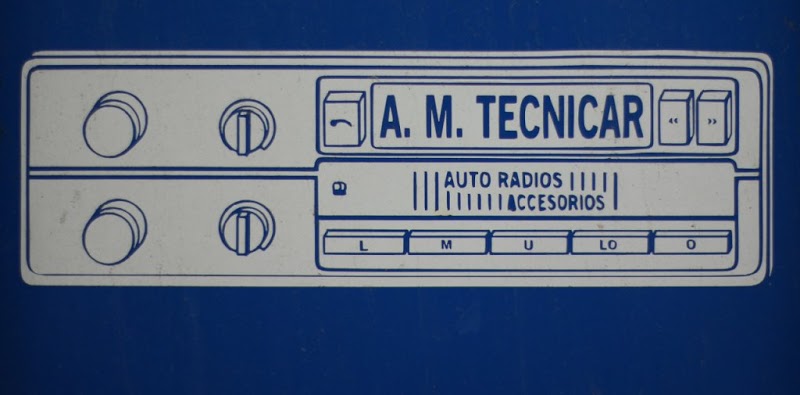 A. M. TECNICAR
« »
AUTO RADIOS
ACCESORIOS
L M U LO O